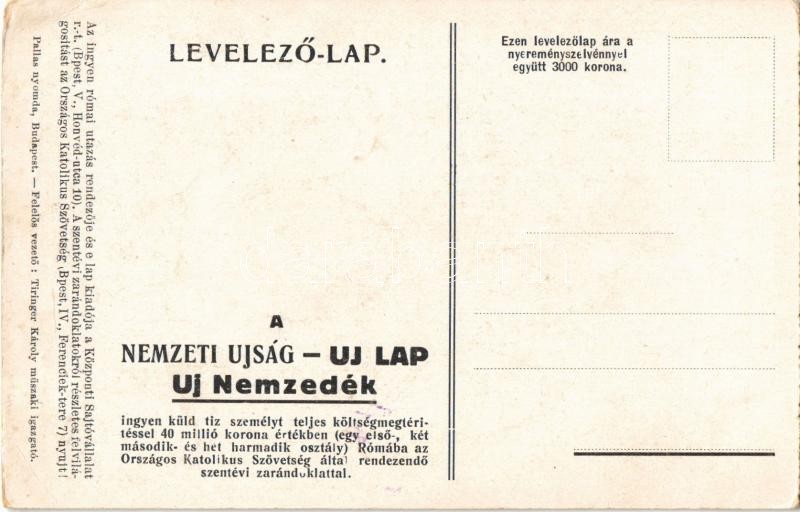 LEVELEZŐ-LAP.
Ezen levelezőlap ára a
nyereményszelvénnyel
együtt 3000 korona.
A
NEMZETI UJSÁG — UJ LAP
Uj Nemzedék
ingyen küld tiz személyt teljes költségmegtéri-
téssel 40 millió korona értékben (egy első-, két
második- és hét harmadik osztály) Rómába az
Országos Katolikus Szövetség által rendezendő
szentévi zarándoklattal.
Az ingyen római utazás rendezője és e lap kiadója a Központi Sajtóvállalat
r.-t. (Bpest, V., Honvéd-utca 10). A szentévi zarándoklatokról részletes felvilá-
gosítást az Országos Katolikus Szövetség (Bpest, IV., Ferenciek-tere 7) nyujt!
Pallas nyomda, Budapest. — Felelős vezető : Tiringer Károly műszaki igazgató.